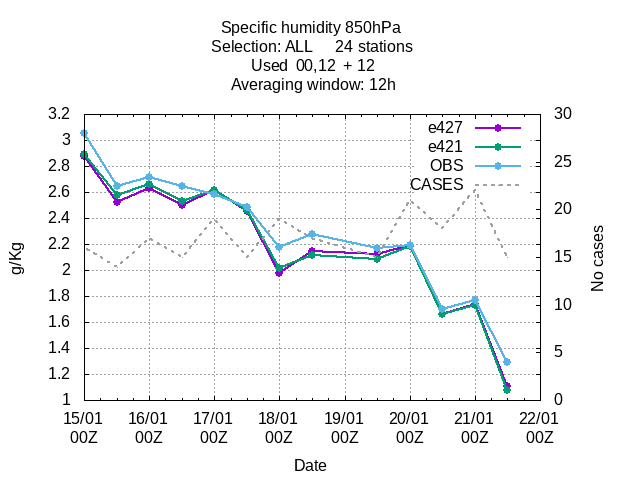 Specific humidity 850hPa
Selection: ALL 24 stations
Used 00,12 + 12
Averaging window: 12h
3.2
3
2.8
2.6
2.4
2.2
2
1.8
1.6
1.4
1.2
1
30
25
20
15
10
5
0
e427
e421
OBS
CASES
g/Kg
No cases
15/01 16/01 17/01 18/01 19/01 20/01 21/01 22/01
00Z 00Z 00Z 00Z 00Z 00Z 00Z 00Z
Date